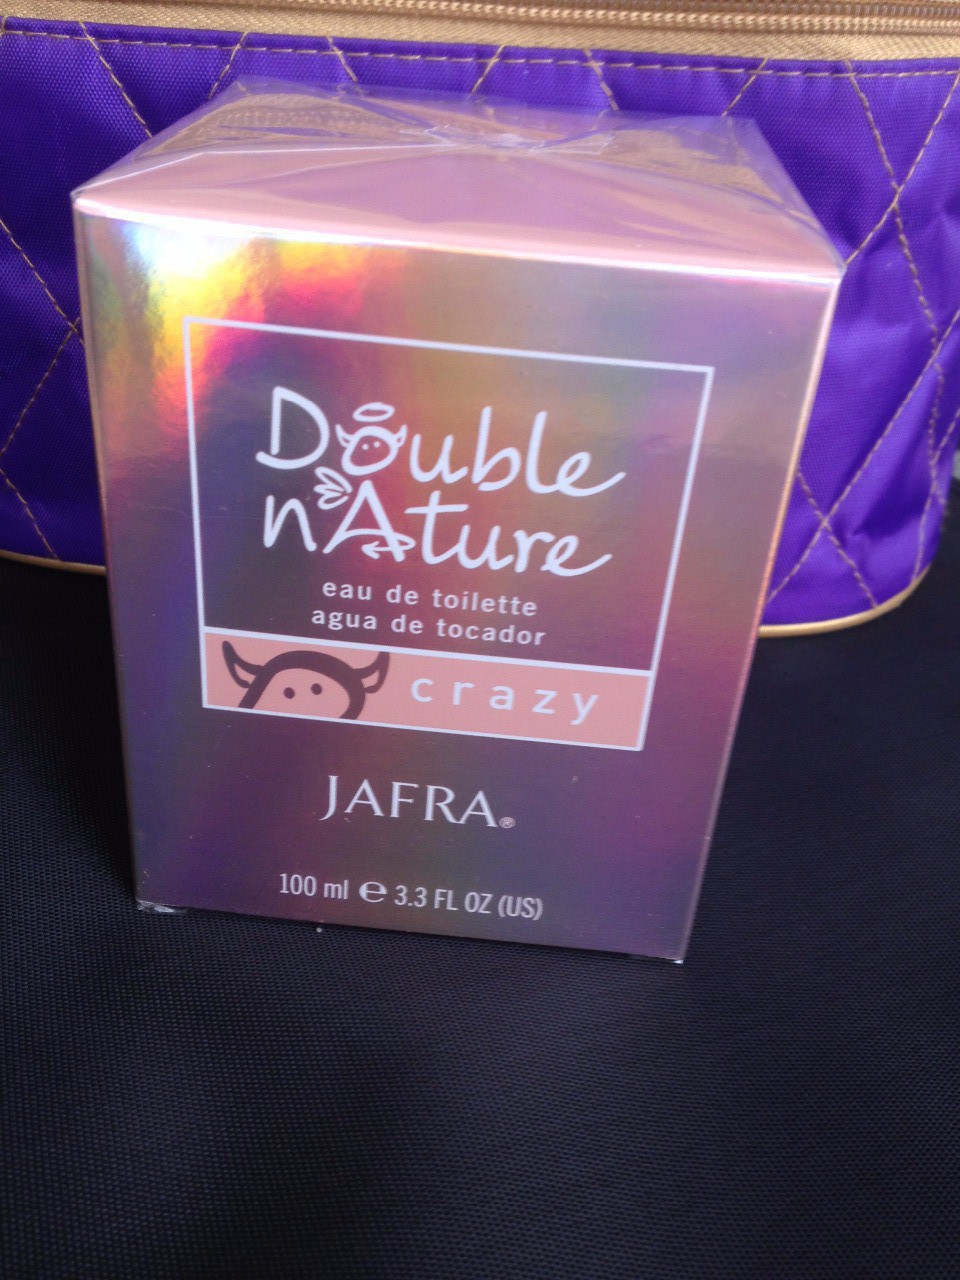 Double
nAture
eau de toilette
agua de tocador
crazy
JAFRA®
100 ml ℮ 3.3 FL OZ (US)